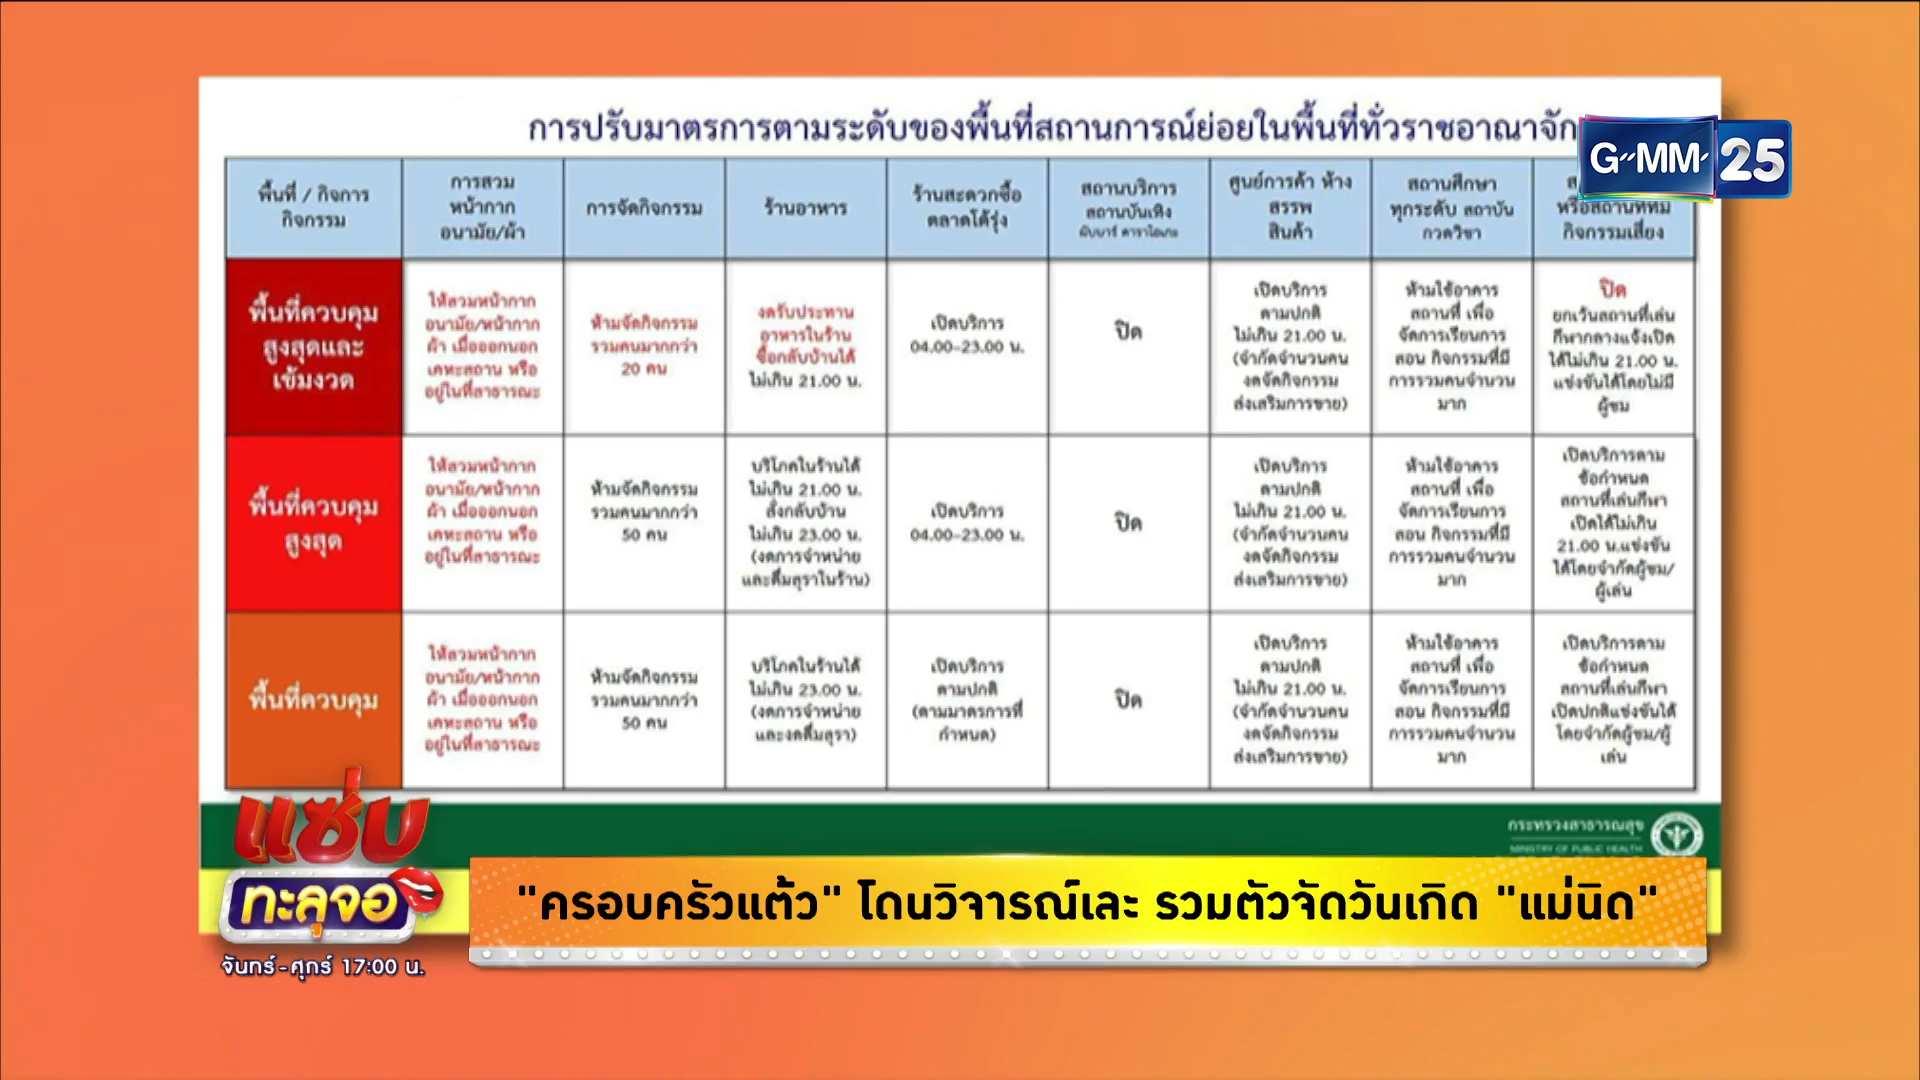 การปรับมาตรการตามระดับของพื้นที่สถานการณ์ย่อยในพื้นที่ทั่วราชอาณาจัก
GMM 25
พื้นที่ / กิจการ
กิจกรรม
การสวม
หน้ากาก
อนามัย/ผ้า
การจัดกิจกรรม
ร้านอาหาร
ร้านสะดวกซื้อ
ตลาดโต้รุ่ง
สถานบริการ
สถานบันเทิง
ผับบาร์ คาราโอเกะ
ศูนย์การค้า ห้าง
สรรพ
สินค้า
สถานศึกษา
ทุกระดับ สถาบัน
กวดวิชา
หรือสถานที่ที่มี
กิจกรรมเสี่ยง
พื้นที่ควบคุม
สูงสุดและ
เข้มงวด
ให้สวมหน้ากาก
อนามัย/หน้ากาก
ผ้า เมื่อออกนอก
เคหะสถาน หรือ
อยู่ในที่สาธารณะ
ห้ามจัดกิจกรรม
รวมคนมากกว่า
20 คน
งดรับประทาน
อาหารในร้าน
ซื้อกลับบ้านได้
ไม่เกิน 21.00 น.
เปิดบริการ
04.00-23.00 น.
ปิด
เปิดบริการ
ตามปกติ
ไม่เกิน 21.00 น.
(จำกัดจำนวนคน
งดจัดกิจกรรม
ส่งเสริมการขาย)
ห้ามใช้อาคาร
สถานที่ เพื่อ
จัดการเรียนการ
สอน กิจกรรมที่มี
การรวมคนจำนวน
มาก
ปิด
ยกเว้นสถานที่เล่น
กีฬากลางแจ้งเปิด
ได้ไม่เกิน 21.00 น.
แข่งขันได้โดยไม่มี
ผู้ชม
พื้นที่ควบคุม
สูงสุด
ให้สวมหน้ากาก
อนามัย/หน้ากาก
ผ้า เมื่อออกนอก
เคหะสถาน หรือ
อยู่ในที่สาธารณะ
ห้ามจัดกิจกรรม
รวมคนมากกว่า
50 คน
บริโภคในร้านได้
ไม่เกิน 21.00 น.
สั่งกลับบ้าน
ไม่เกิน 23.00 น.
(งดการจำหน่าย
และดื่มสุราในร้าน)
เปิดบริการ
04.00-23.00 น.
ปิด
เปิดบริการ
ตามปกติ
ไม่เกิน 21.00 น.
(จำกัดจำนวนคน
งดจัดกิจกรรม
ส่งเสริมการขาย)
ห้ามใช้อาคาร
สถานที่ เพื่อ
จัดการเรียนการ
สอน กิจกรรมที่มี
การรวมคนจำนวน
มาก
เปิดบริการตาม
ข้อกำหนด
สถานที่เล่นกีฬา
เปิดได้ไม่เกิน
21.00 น.แข่งขัน
ได้โดยจำกัดผู้ชม/
ผู้เล่น
พื้นที่ควบคุม
ให้สวมหน้ากาก
อนามัย/หน้ากาก
ผ้า เมื่อออกนอก
เคหะสถาน หรือ
อยู่ในที่สาธารณะ
ห้ามจัดกิจกรรม
รวมคนมากกว่า
50 คน
บริโภคในร้านได้
ไม่เกิน 23.00 น.
(งดการจำหน่าย
และงดดื่มสุรา)
เปิดบริการ
ตามปกติ
(ตามมาตรการที่
กำหนด)
ปิด
เปิดบริการ
ตามปกติ
ไม่เกิน 21.00 น.
(จำกัดจำนวนคน
งดจัดกิจกรรม
ส่งเสริมการขาย)
ห้ามใช้อาคาร
สถานที่ เพื่อ
จัดการเรียนการ
สอน กิจกรรมที่มี
การรวมคนจำนวน
มาก
เปิดบริการตาม
ข้อกำหนด
สถานที่เล่นกีฬา
เปิดปกติแข่งขันได้
โดยจำกัดผู้ชม/ผู้
เล่น
กระทรวงสาธารณสุข
MINISTRY OF PUBLIC HEALTH
แซ่บ
ทะลุจอ
จันทร์-ศุกร์ 17:00 น.
"ครอบครัวแต้ว" โดนวิจารณ์เละ รวมตัวจัดวันเกิด "แม่นิด"